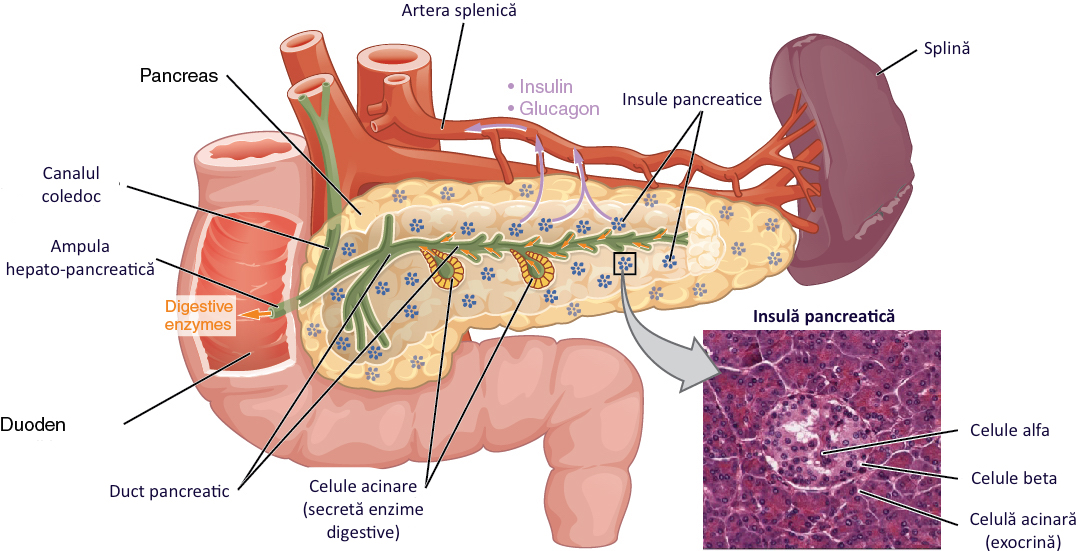 Artera splenică
Splină
Pancreas
• Insulin
• Glucagon
Insule pancreatice
Canalul
coledoc
Ampula
hepato-pancreatică
Digestive
enzymes
Insulă pancreatică
Duoden
Celule alfa
Duct pancreatic
Celule acinare
(secretă enzime
digestive)
Celule beta
Celulă acinară
(exocrină)